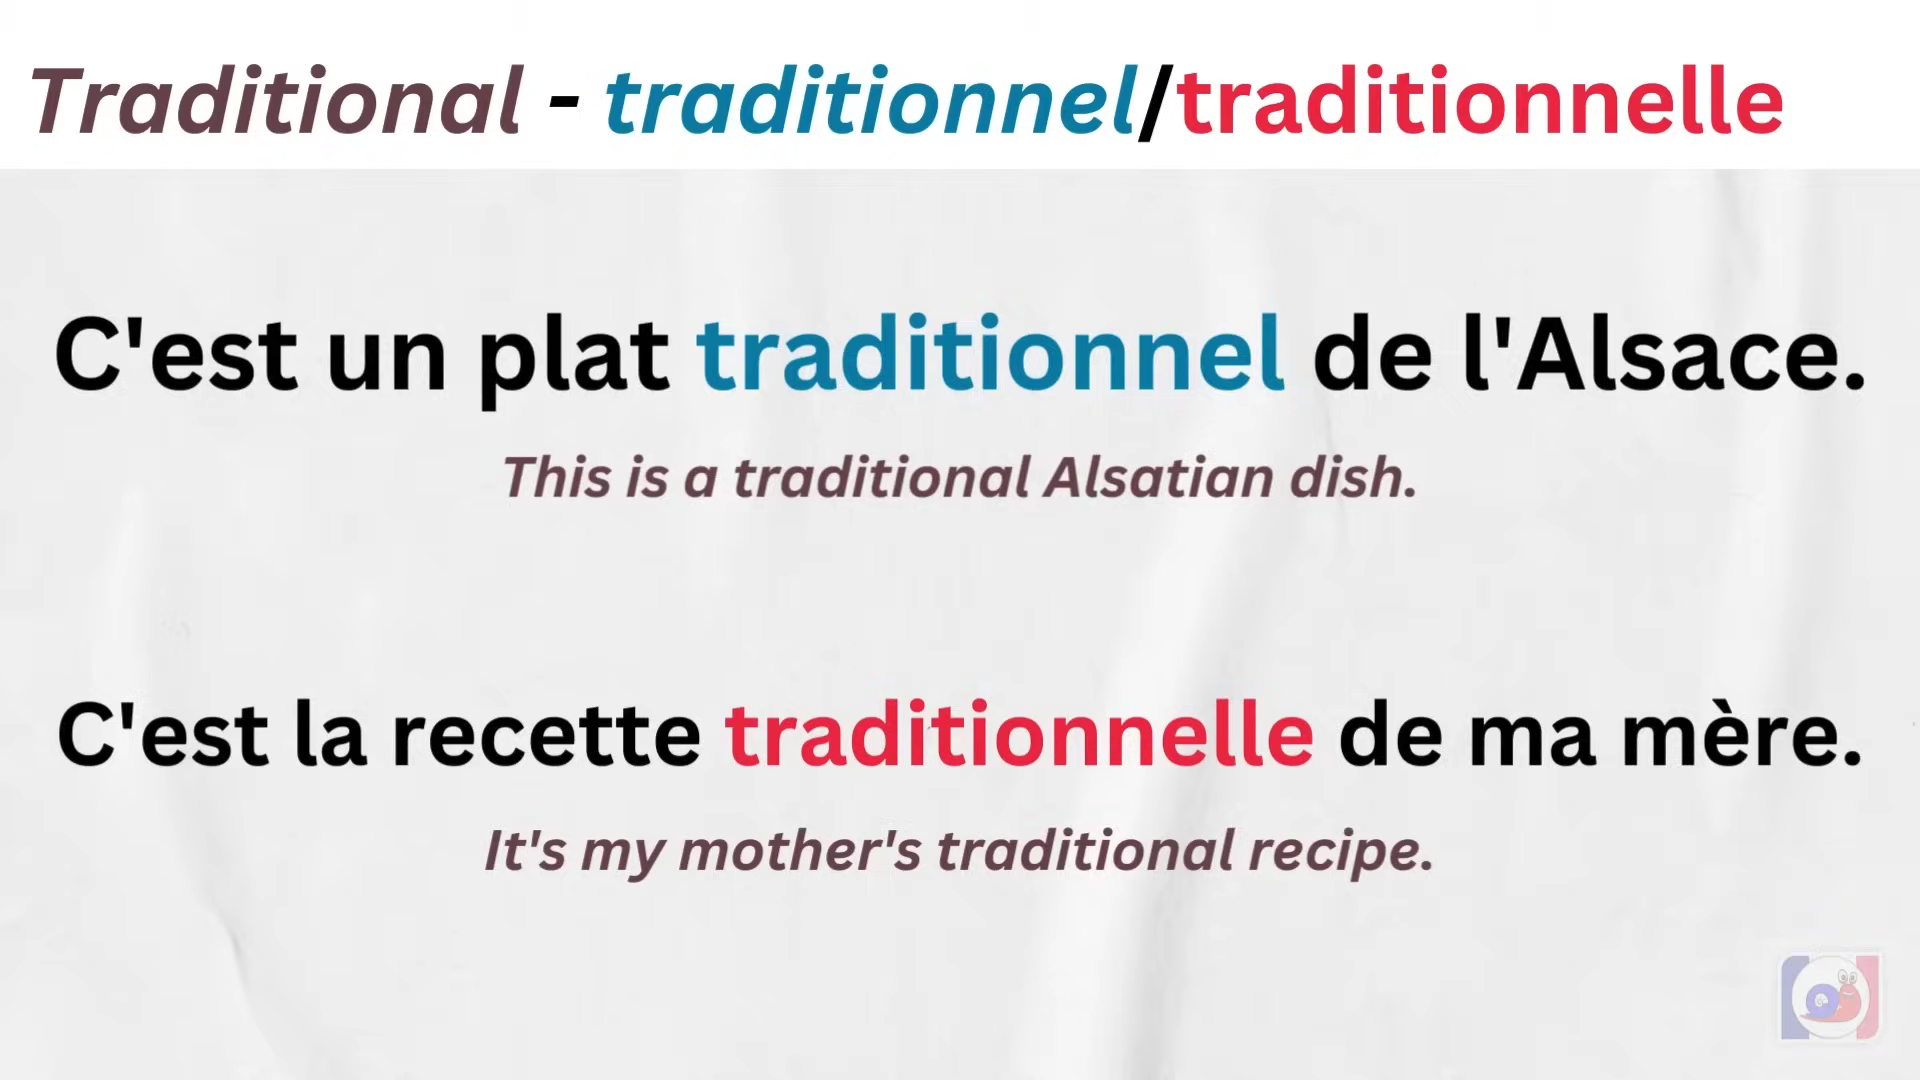 Traditional - traditionnel/traditionnelle
C'est un plat traditionnel de l'Alsace.
This is a traditional Alsatian dish.
C'est la recette traditionnelle de ma mère.
It's my mother's traditional recipe.